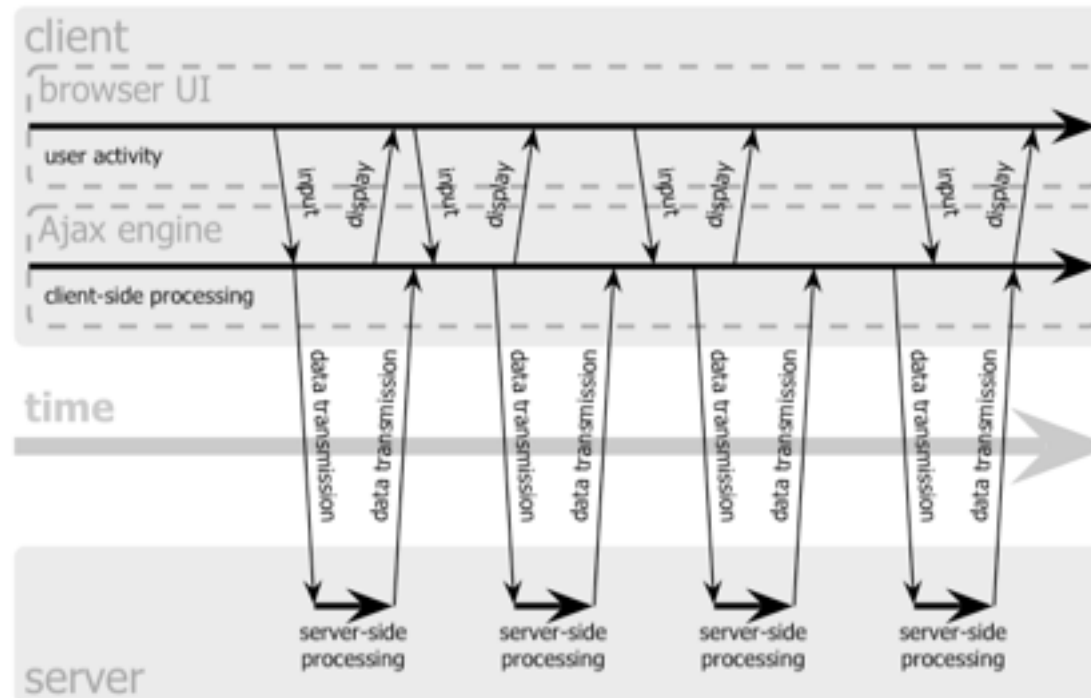 client
browser UI
user activity
input
display
input
display
input
display
input
display
Ajax engine
client-side processing
data transmission
data transmission
data transmission
data transmission
data transmission
data transmission
data transmission
data transmission
time
server-side
processing
server-side
processing
server-side
processing
server-side
processing
server